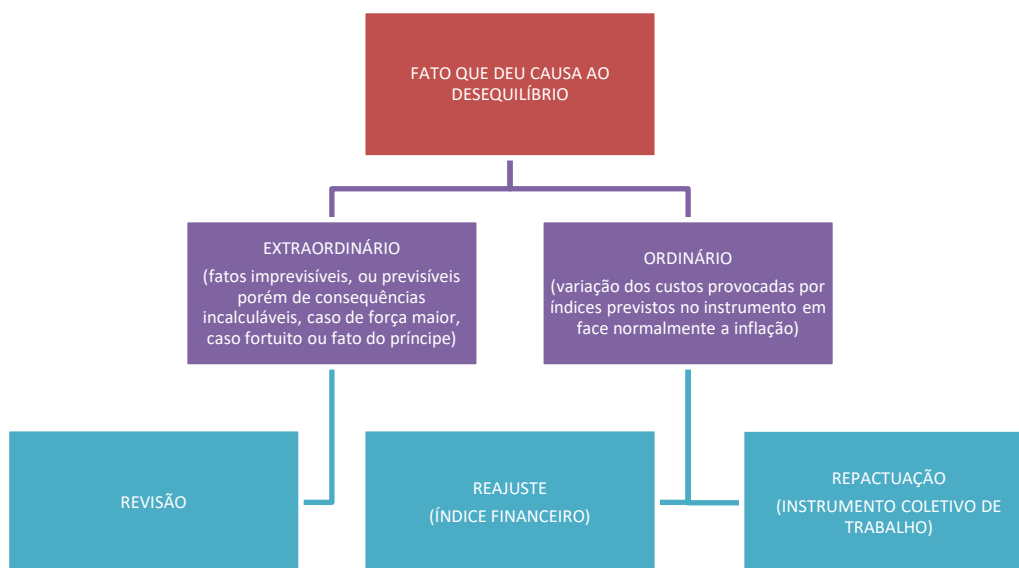 FATO QUE DEU CAUSA AO
DESEQUILÍBRIO
EXTRAORDINÁRIO
(fatos imprevisíveis, ou previsíveis
porém de consequências
incalculáveis, caso de força maior,
caso fortuito ou fato do príncipe)
ORDINÁRIO
(variação dos custos provocadas por
índices previstos no instrumento em
face normalmente a inflação)
REVISÃO
REAJUSTE
(ÍNDICE FINANCEIRO)
REPACTUAÇÃO
(INSTRUMENTO COLETIVO DE
TRABALHO)